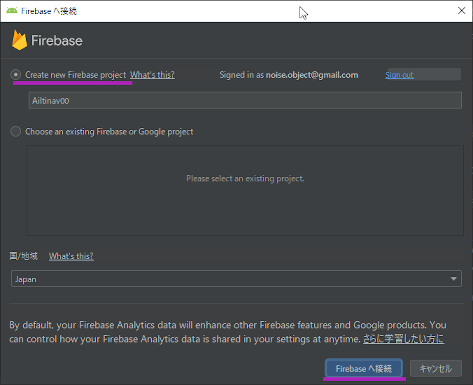 Firebase へ接続
Firebase
Create new Firebase project What's this? Signed in as noise.object@gmail.com Sign out
Ailtinav00
Choose an existing Firebase or Google project
Please select an existing project.
国/地域 What's this?
Japan
By default, your Firebase Analytics data will enhance other Firebase features and Google products. You
can control how your Firebase Analytics data is shared in your settings at anytime. さらに学習したい方に
Firebase へ接続 キャンセル